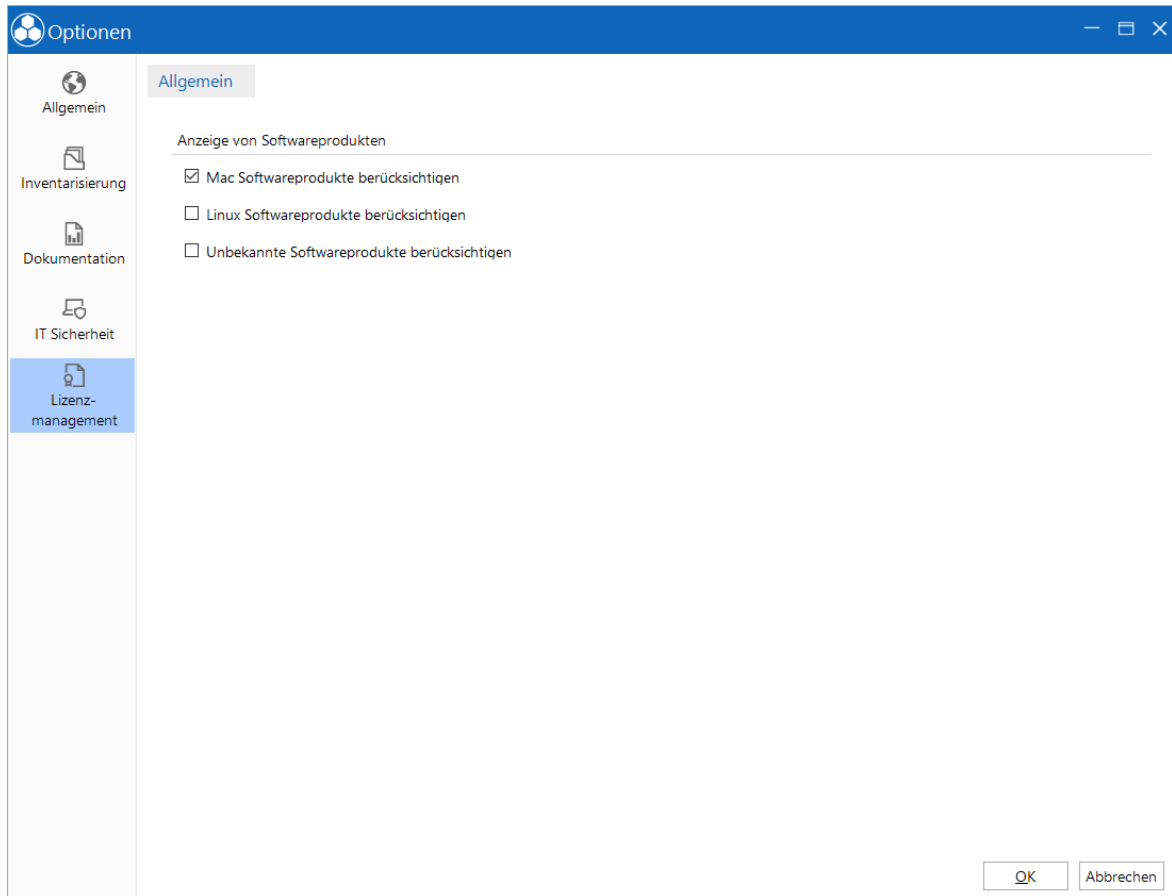 Optionen
Allgemein
Inventarisierung
Dokumentation
IT Sicherheit
Lizenz-
management
Allgemein
Anzeige von Softwareprodukten
Mac Softwareprodukte berücksichtigen
Linux Softwareprodukte berücksichtigen
Unbekannte Softwareprodukte berücksichtigen
OK
Abbrechen